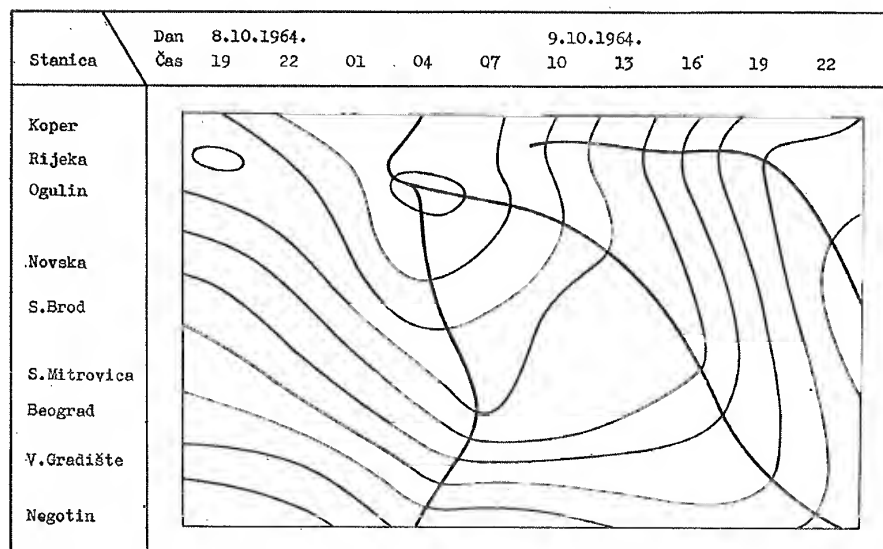 Dan 8.10.1964. 9.10.1964.
Stanica Čas 19 22 01 04 07 10 13 16 19 22
Koper
Rijeka
Ogulin
Novska
S.Brod
S.Mitrovica
Beograd
V.Gradište
Negotin